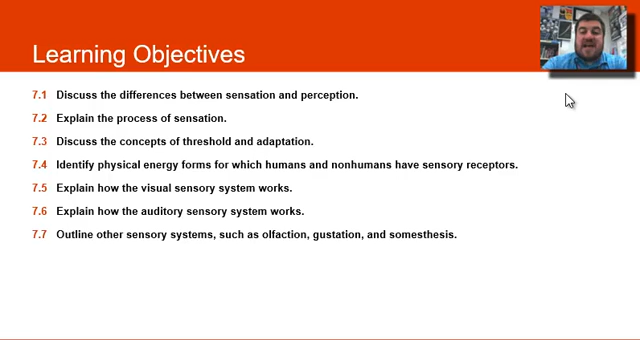 Learning Objectives
7.1 Discuss the differences between sensation and perception.
7.2 Explain the process of sensation.
7.3 Discuss the concepts of threshold and adaptation.
7.4 Identify physical energy forms for which humans and nonhumans have sensory receptors.
7.5 Explain how the visual sensory system works.
7.6 Explain how the auditory sensory system works.
7.7 Outline other sensory systems, such as olfaction, gustation, and somesthesis.